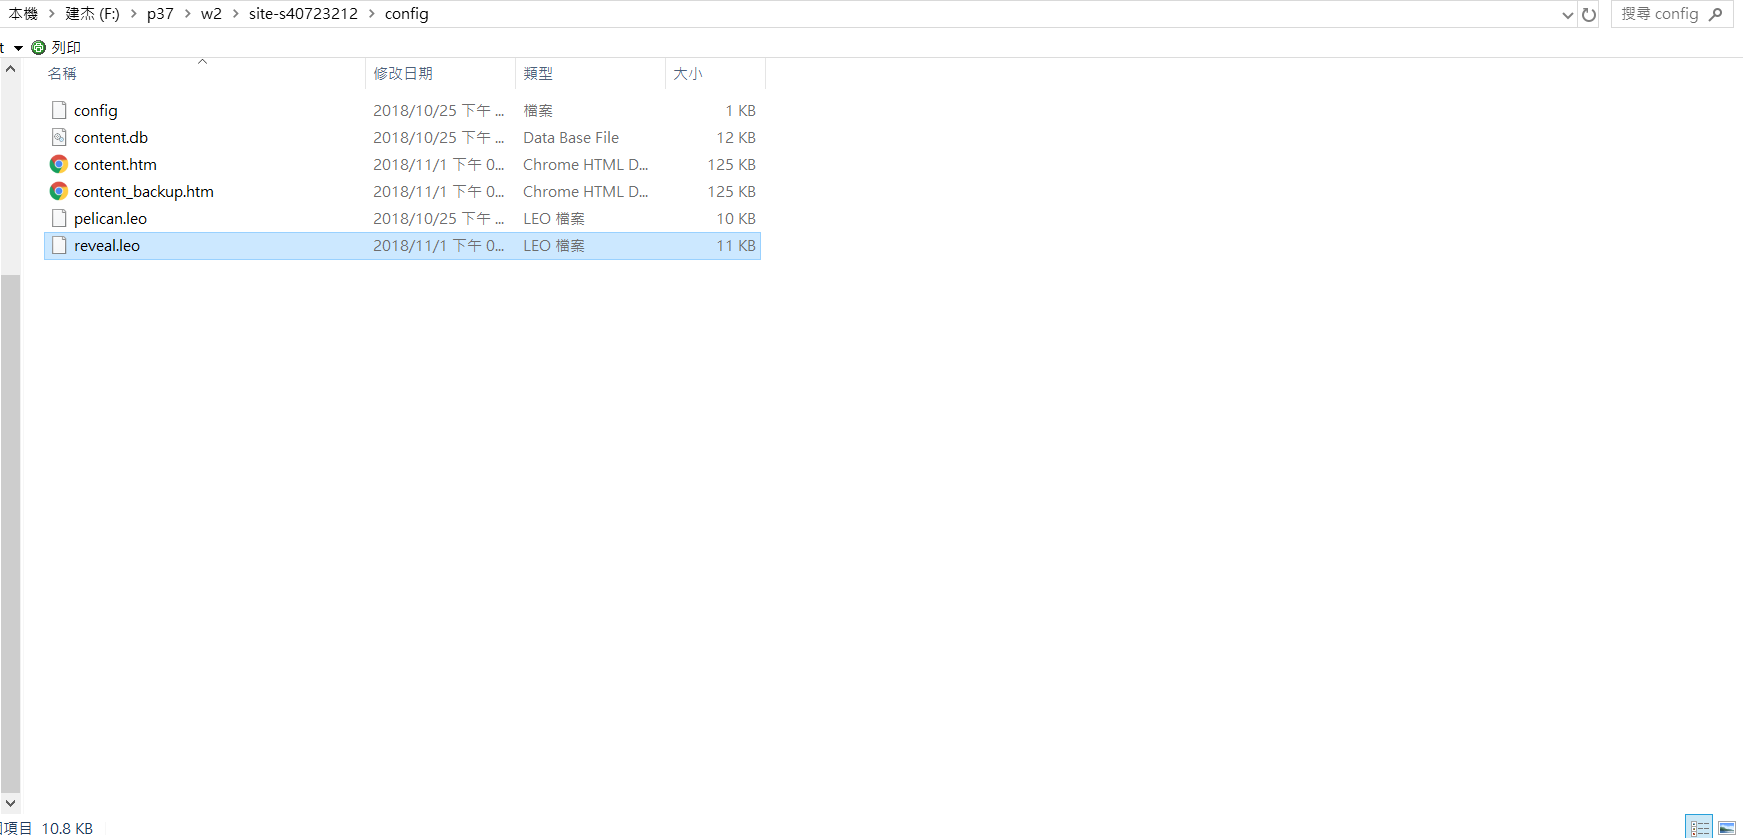 本機 建杰 (F:) p37 w2 site-s40723212 config 搜尋 config
t 列印
名稱 修改日期 類型 大小
config 2018/10/25 下午 ... 檔案 1 KB
content.db 2018/10/25 下午 ... Data Base File 12 KB
content.htm 2018/11/1 下午 0... Chrome HTML D... 125 KB
content_backup.htm 2018/11/1 下午 0... Chrome HTML D... 125 KB
pelican.leo 2018/10/25 下午 ... LEO 檔案 10 KB
reveal.leo 2018/11/1 下午 0... LEO 檔案 11 KB
項目 10.8 KB